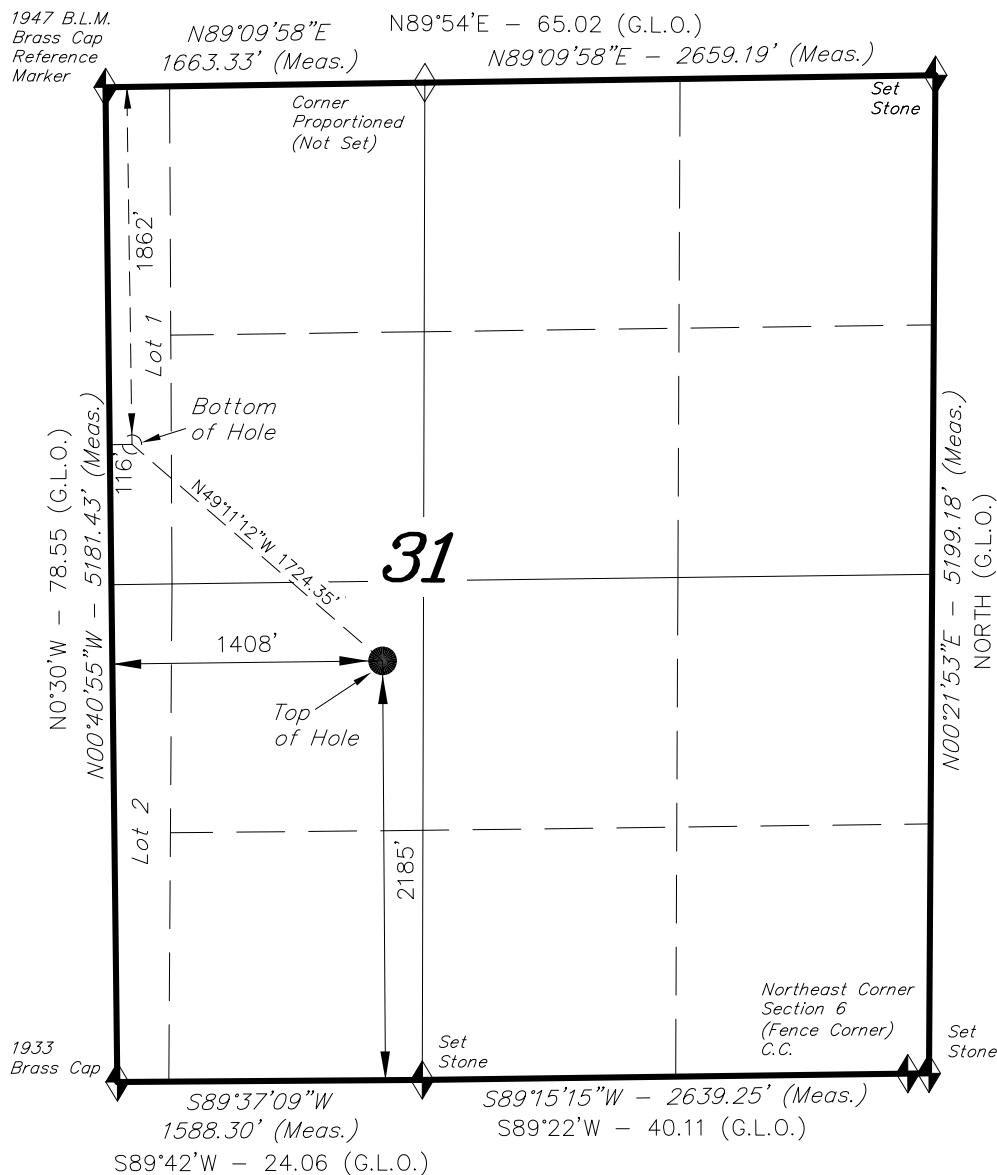 1947 B.L.M.
Brass Cap
Reference
Marker
N89°09'58"E
1663.33' (Meas.)
N89°54'E - 65.02 (G.L.O.)
N89°09'58"E - 2659.19' (Meas.)
Corner
Proportioned
(Not Set)
Set
Stone
1862'
Lot 1
Bottom
of Hole
116'
N49°11'12"W 1724.35'
31
N0°30'W - 78.55 (G.L.O.)
N00°40'55"W - 5181.43' (Meas.)
N00°21'53"E - 5199.18' (Meas.)
NORTH (G.L.O.)
1408'
Top
of Hole
Lot 2
2185'
Northeast Corner
Section 6
(Fence Corner)
C.C.
Set
Stone
1933
Brass Cap
Set
Stone
S89°37'09"W
1588.30' (Meas.)
S89°42'W - 24.06 (G.L.O.)
S89°15'15"W - 2639.25' (Meas.)
S89°22'W - 40.11 (G.L.O.)